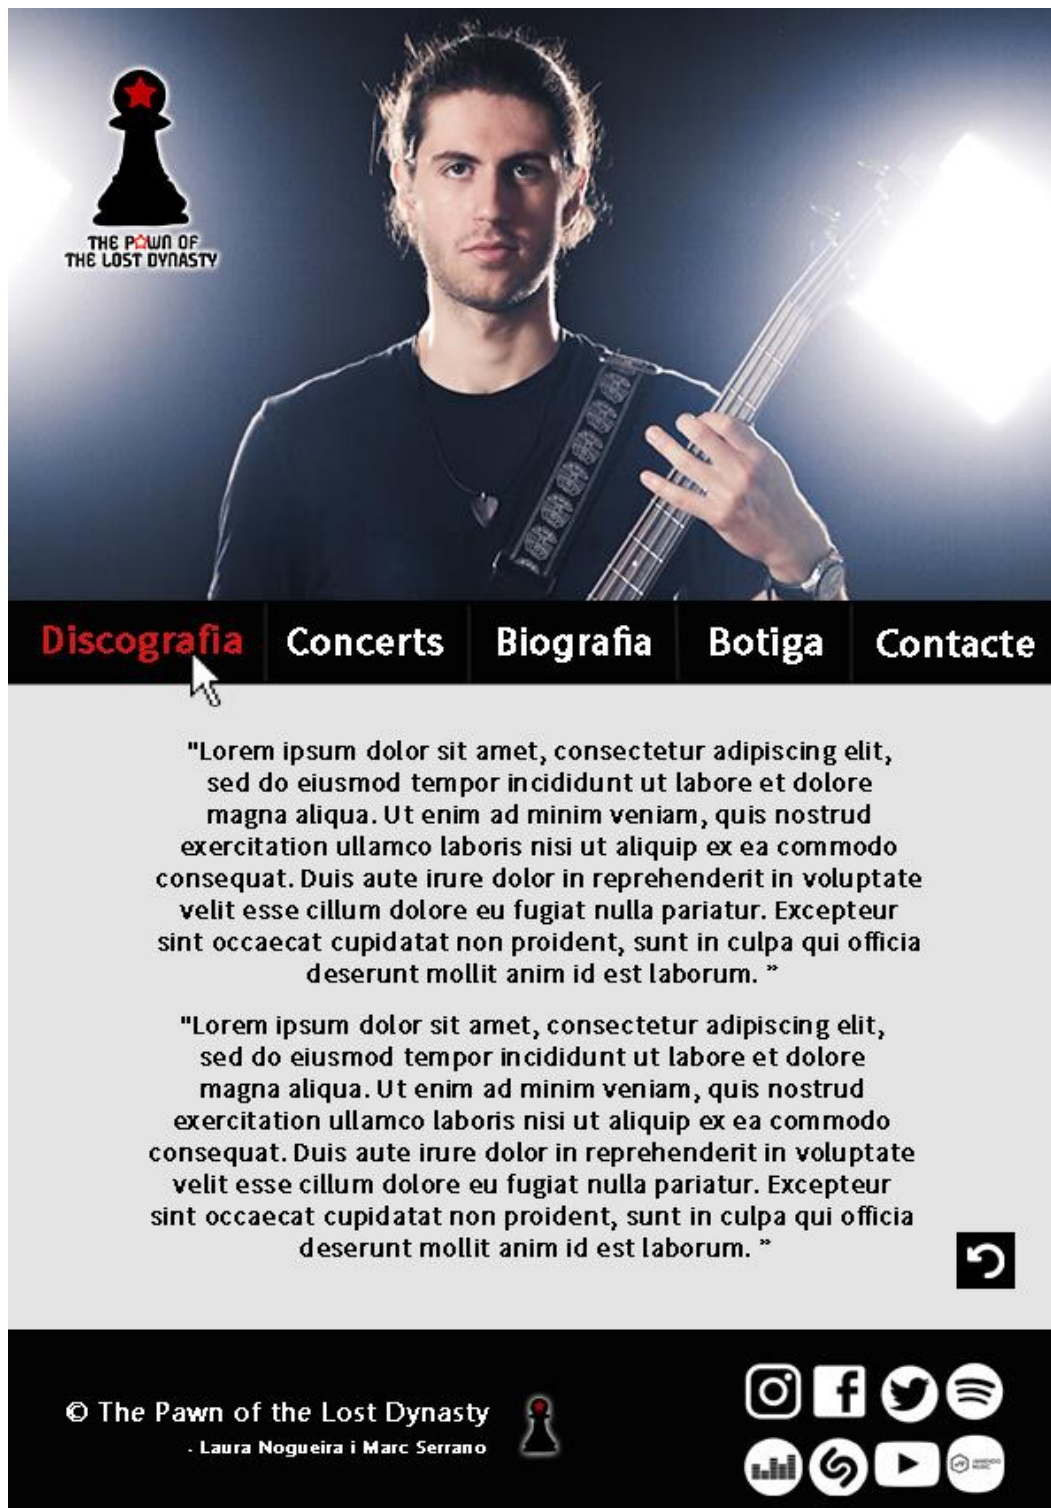 THE PAWN OF
THE LOST DYNASTY
Discografia Concerts Biografia Botiga Contacte
"Lorem ipsum dolor sit amet, consectetur adipiscing elit,
sed do eiusmod tempor incididunt ut labore et dolore
magna aliqua. Ut enim ad minim veniam, quis nostrud
exercitation ullamco laboris nisi ut aliquip ex ea commodo
consequat. Duis aute irure dolor in reprehenderit in voluptate
velit esse cillum dolore eu fugiat nulla pariatur. Excepteur
sint occaecat cupidatat non proident, sunt in culpa qui officia
deserunt mollit anim id est laborum. ”
"Lorem ipsum dolor sit amet, consectetur adipiscing elit,
sed do eiusmod tempor incididunt ut labore et dolore
magna aliqua. Ut enim ad minim veniam, quis nostrud
exercitation ullamco laboris nisi ut aliquip ex ea commodo
consequat. Duis aute irure dolor in reprehenderit in voluptate
velit esse cillum dolore eu fugiat nulla pariatur. Excepteur
sint occaecat cupidatat non proident, sunt in culpa qui officia
deserunt mollit anim id est laborum. ”
© The Pawn of the Lost Dynasty
- Laura Nogueira i Marc Serrano